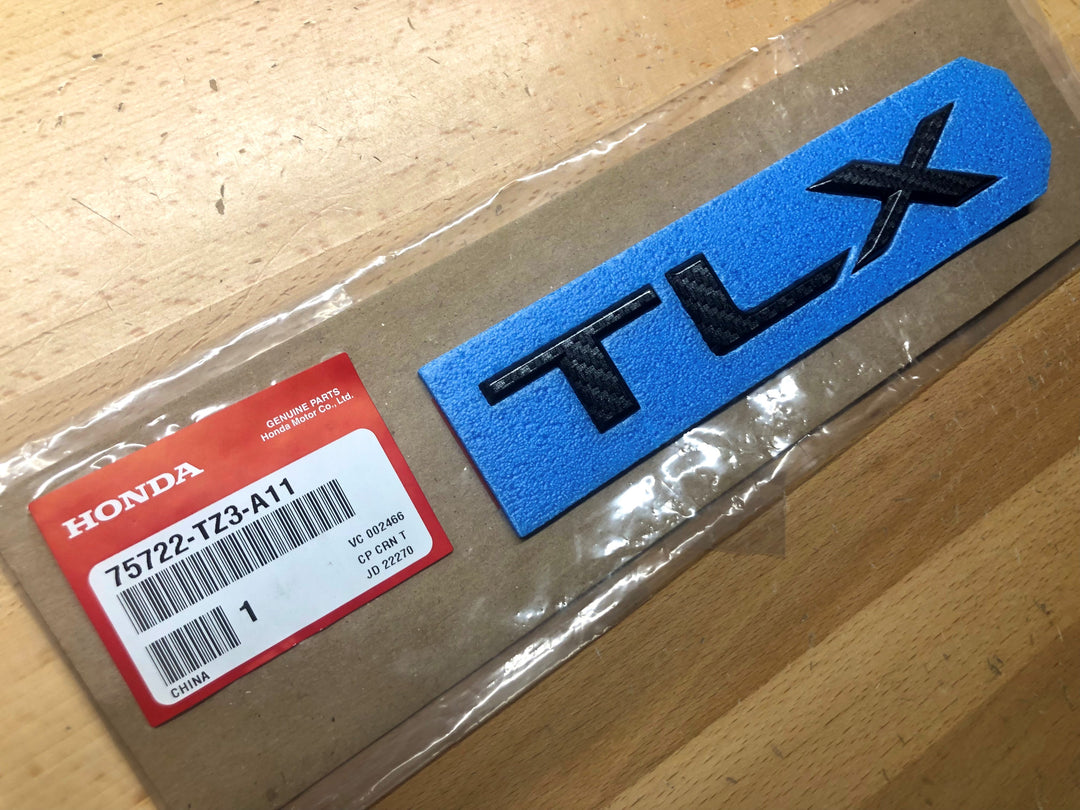 TLX
GENUINE PARTS
Honda Motor Co., Ltd.
HONDA
75722-TZ3-A11
VC 002466
1
CP CRN T
JD 22270
CHINA